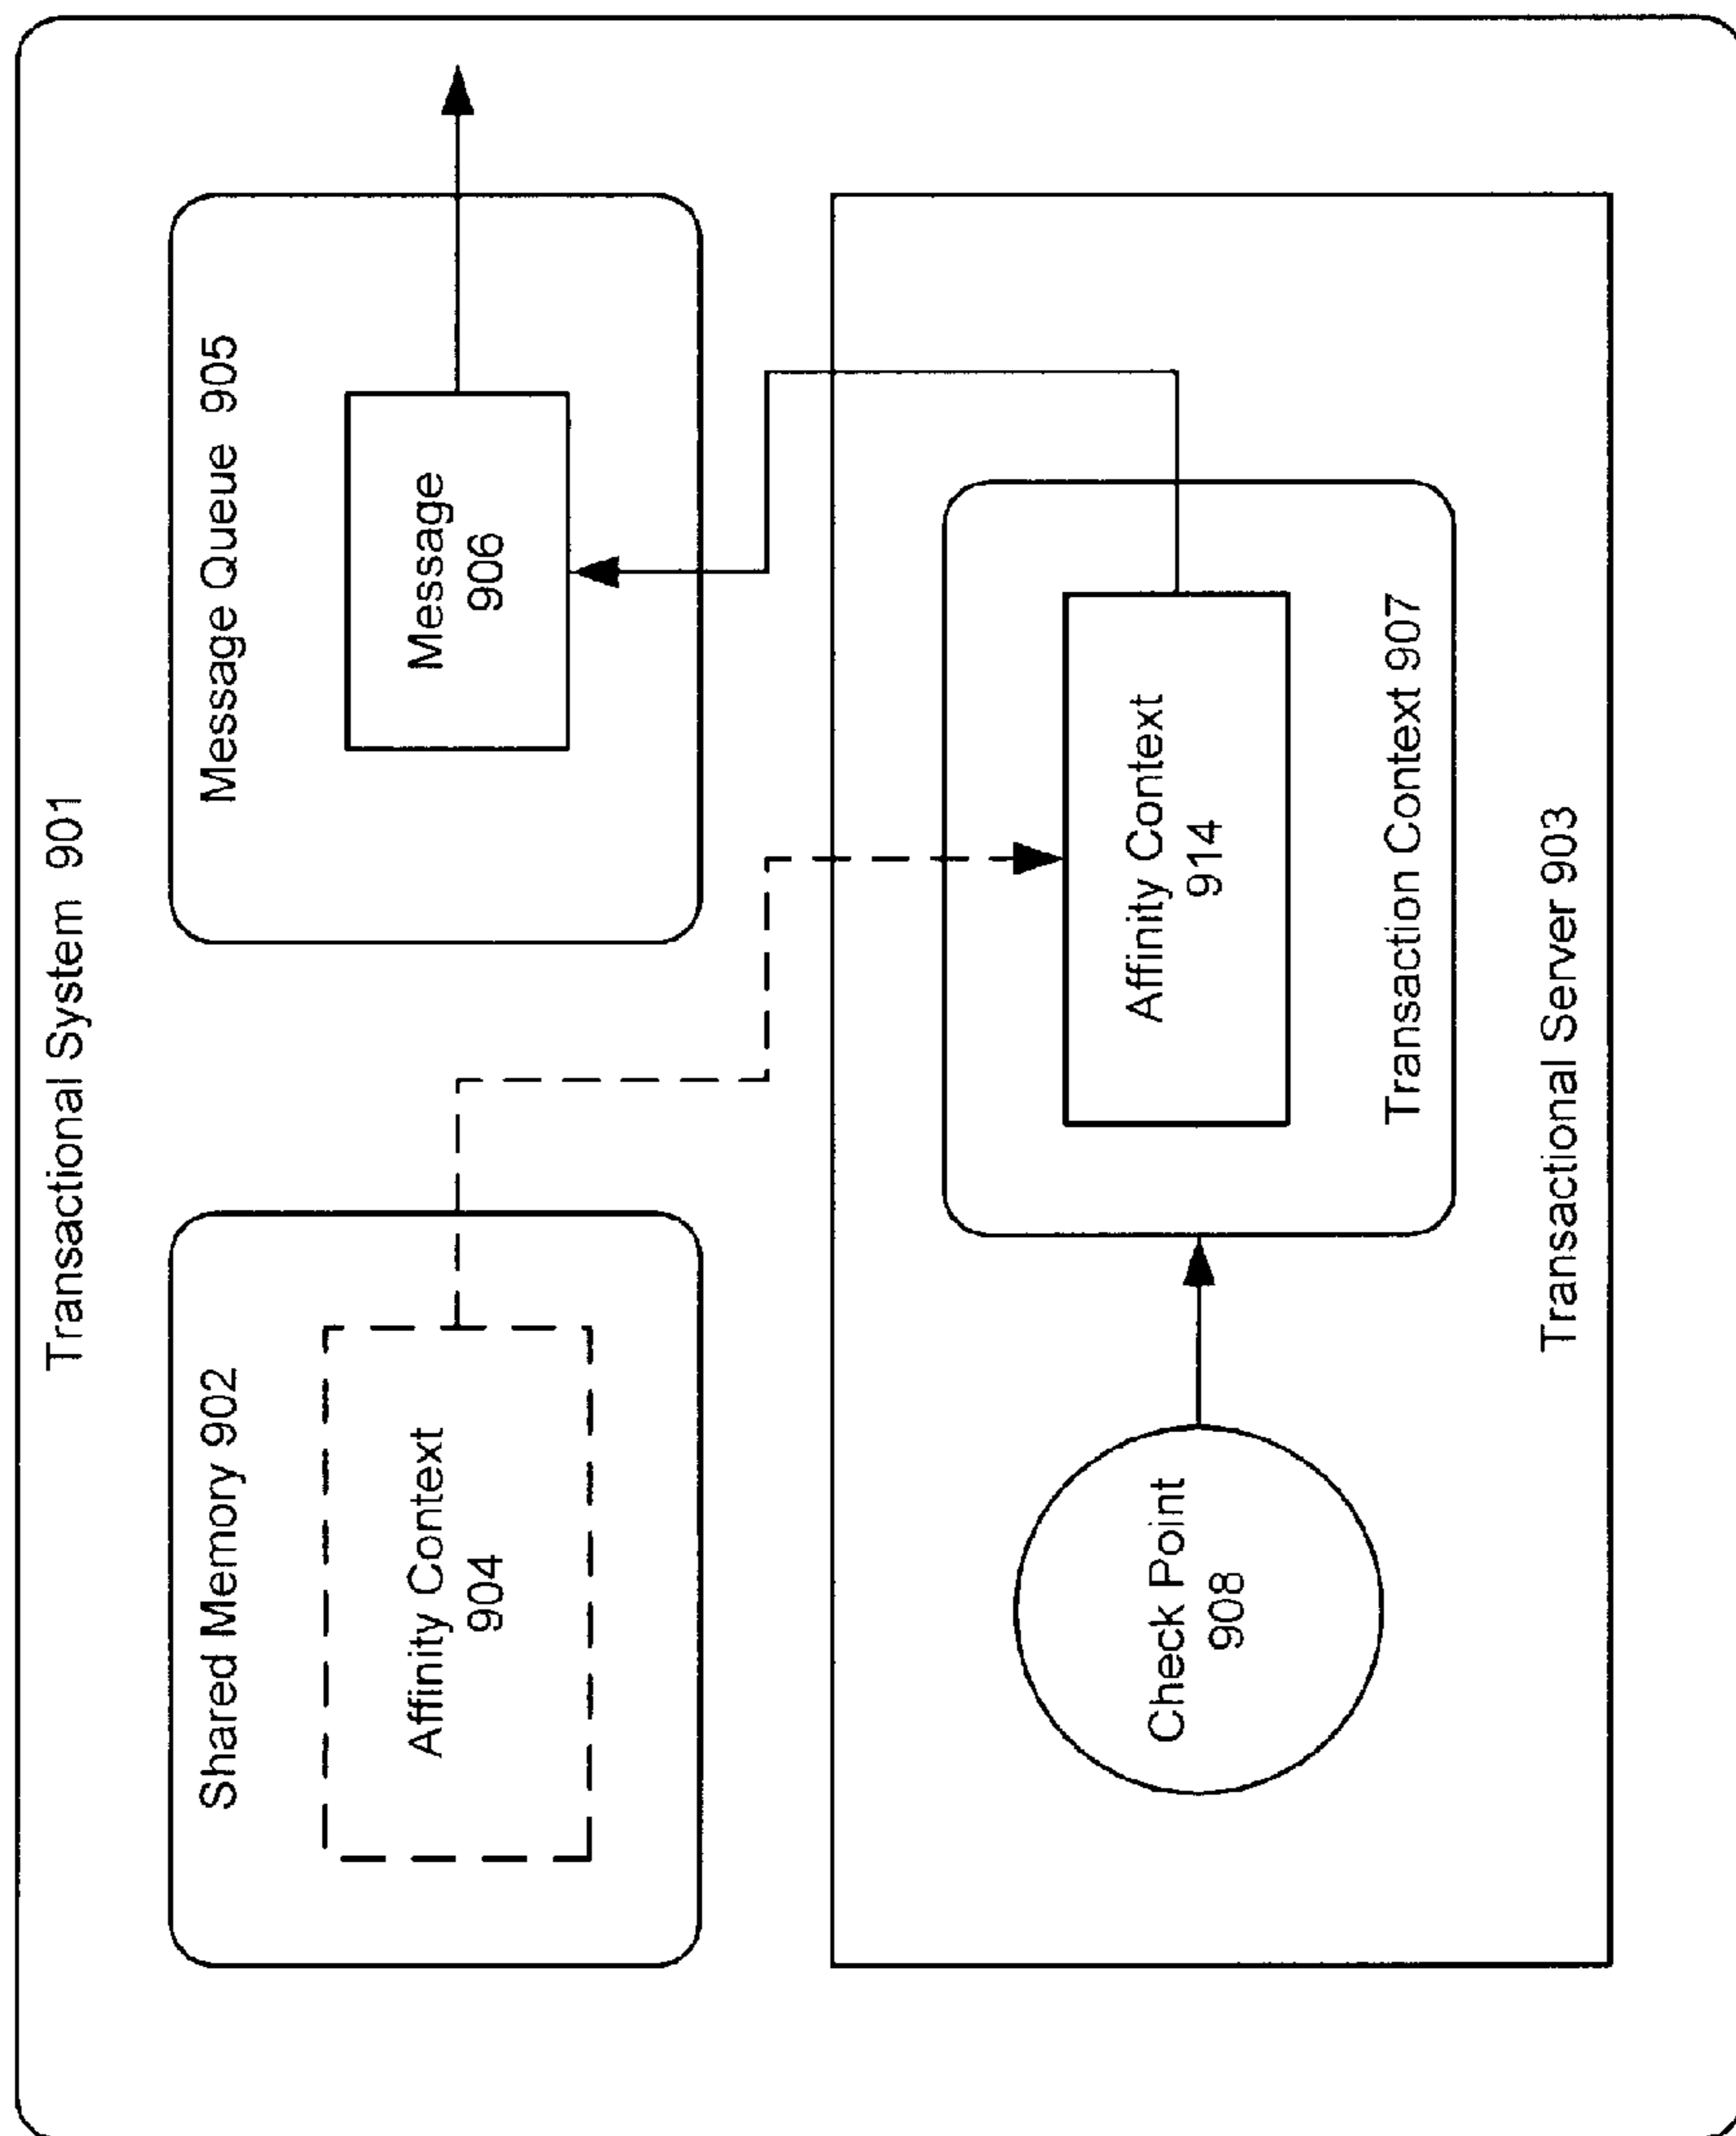 Transactional System 901
Shared Memory 902
Affinity Context
904
Message Queue 905
Message
906
Check Point
908
Affinity Context
914
Transaction Context 907
Transactional Server 903